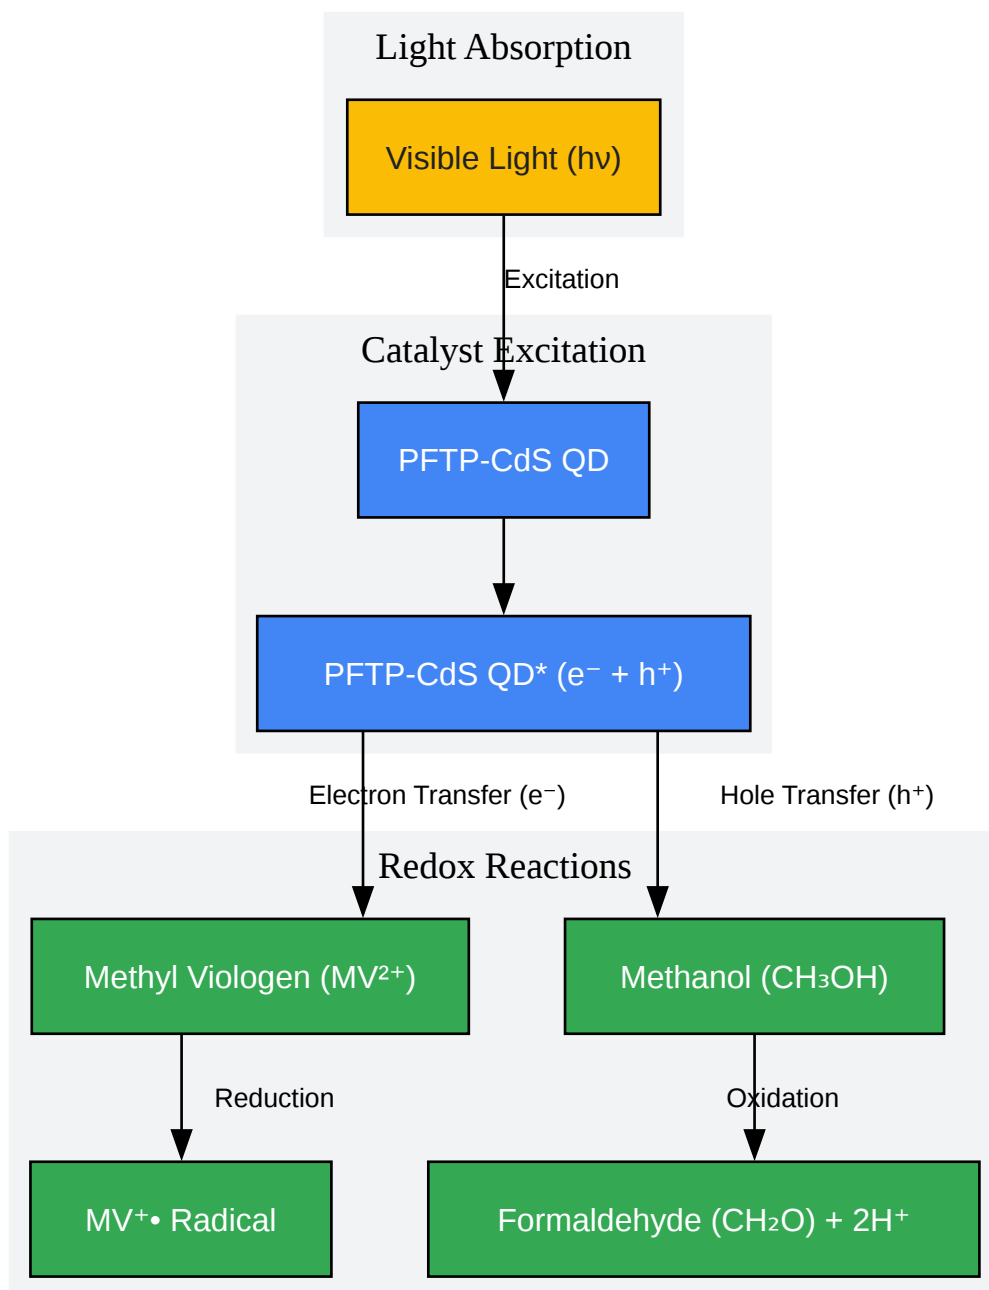 Light Absorption
Visible Light (hν)
Excitation
Catalyst Excitation
PFTP-CdS QD
PFTP-CdS QD* (e⁻ + h⁺)
Electron Transfer (e⁻)
Hole Transfer (h⁺)
Redox Reactions
Methyl Viologen (MV²⁺)
Methanol (CH₃OH)
Reduction
Oxidation
MV⁺• Radical
Formaldehyde (CH₂O) + 2H⁺